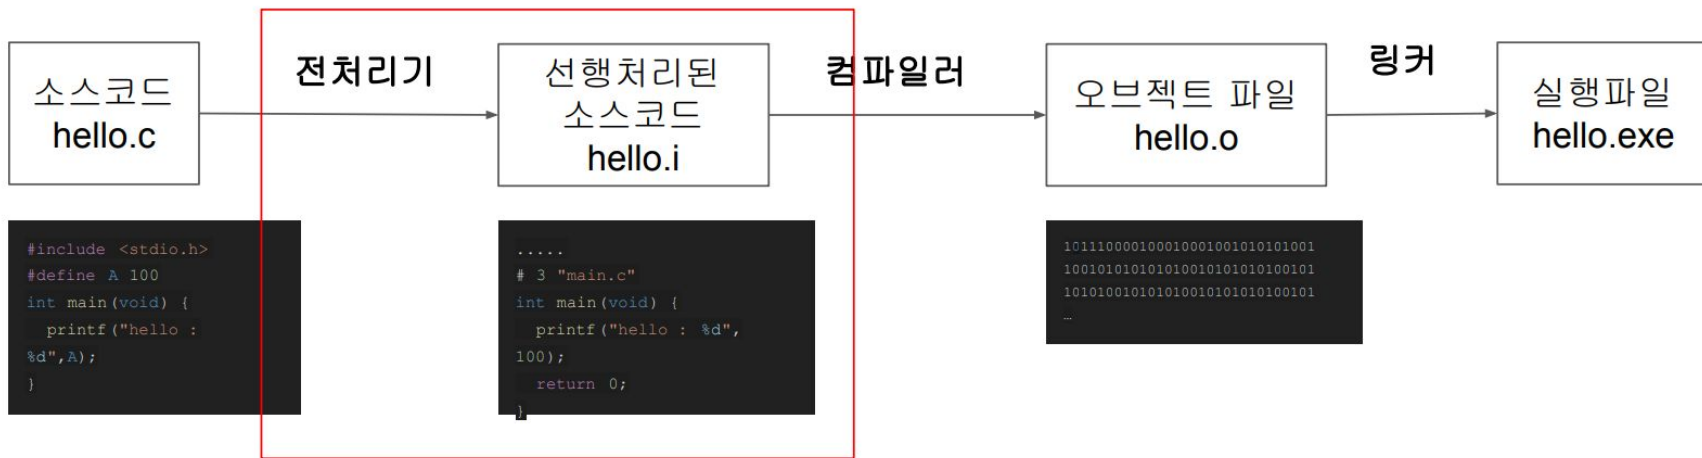 소스코드
hello.c
전처리기
선행처리된
소스코드
hello.i
컴파일러
오브젝트 파일
hello.o
링커
실행파일
hello.exe
#include <stdio.h>
#define A 100
int main(void) {
printf("hello :
%d",A);
}
.....
# 3 "main.c"
int main(void) {
printf("hello : %d",
100);
return 0;
}
…